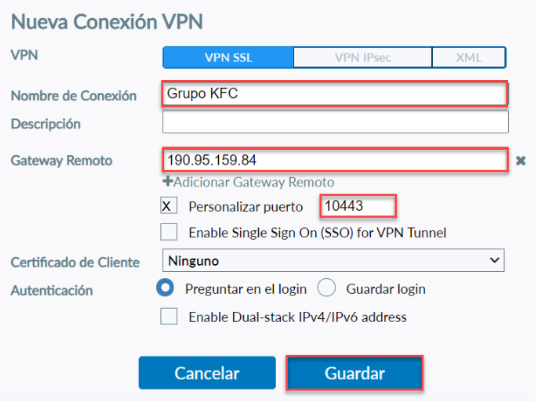 Nueva Conexión VPN
VPN VPN SSL VPN IPsec XML
Nombre de Conexión Grupo KFC
Descripción
Gateway Remoto 190.95.159.84 ✖
+Adicionar Gateway Remoto
X Personalizar puerto 10443
Enable Single Sign On (SSO) for VPN Tunnel
Certificado de Cliente Ninguno
Autenticación Preguntar en el login Guardar login
Enable Dual-stack IPv4/IPv6 address
Cancelar Guardar